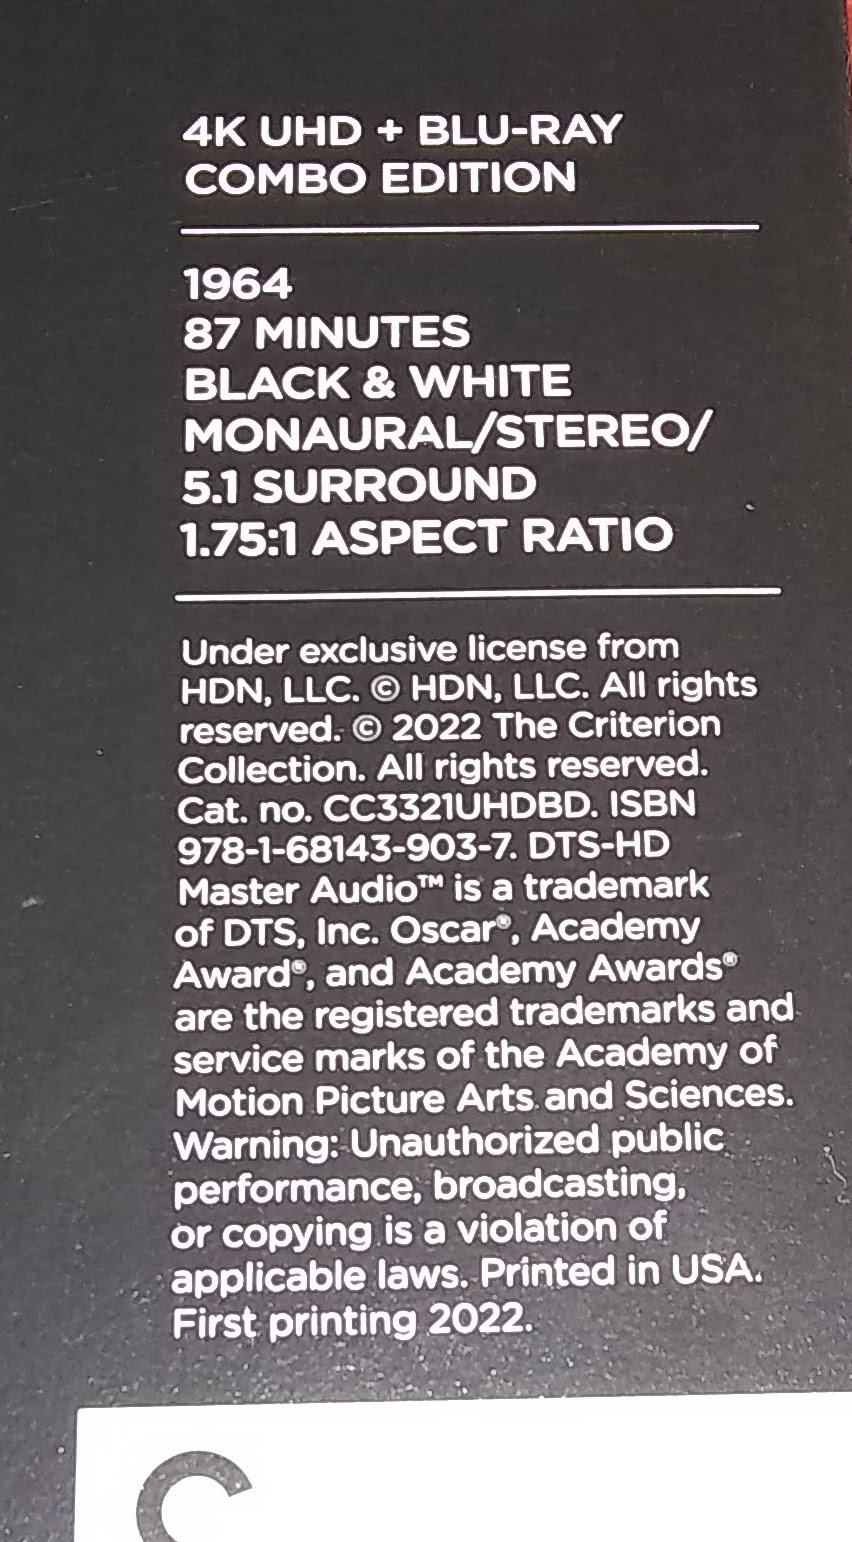 4K UHD + BLU-RAY
COMBO EDITION
1964
87 MINUTES
BLACK & WHITE
MONAURAL/STEREO/
5.1 SURROUND
1.75:1 ASPECT RATIO
Under exclusive license from
HDN, LLC. © HDN, LLC. All rights
reserved. © 2022 The Criterion
Collection. All rights reserved.
Cat. no. CC3321UHDBD. ISBN
978-1-68143-903-7. DTS-HD
Master Audio™ is a trademark
of DTS, Inc. Oscar®, Academy
Award®, and Academy Awards®
are the registered trademarks and
service marks of the Academy of
Motion Picture Arts and Sciences.
Warning: Unauthorized public
performance, broadcasting,
or copying is a violation of
applicable laws. Printed in USA.
First printing 2022.